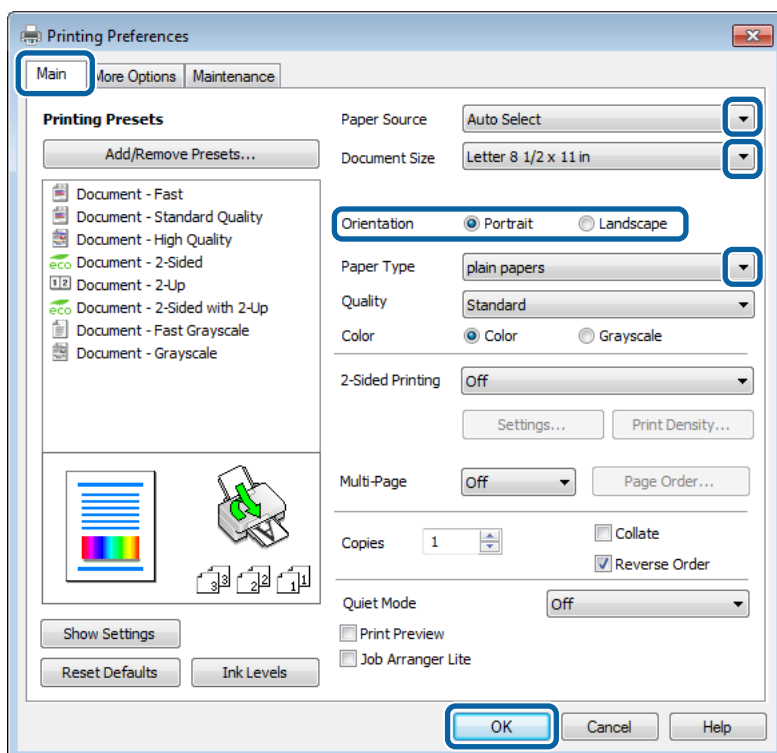 Printing Preferences
Main
More Options
Maintenance
Printing Presets
Add/Remove Presets...
Document - Fast
Document - Standard Quality
Document - High Quality
eco Document - 2-Sided
1 2 Document - 2-Up
eco Document - 2-Sided with 2-Up
Document - Fast Grayscale
Document - Grayscale
3 3 2 2 1 1
Show Settings
Reset Defaults
Ink Levels
Paper Source Auto Select
Document Size Letter 8 1/2 x 11 in
Orientation Portrait Landscape
Paper Type plain papers
Quality Standard
Color Color Grayscale
2-Sided Printing Off
Settings... Print Density...
Multi-Page Off Page Order...
Copies 1 Collate
Reverse Order
Quiet Mode Off
Print Preview
Job Arranger Lite
OK Cancel Help